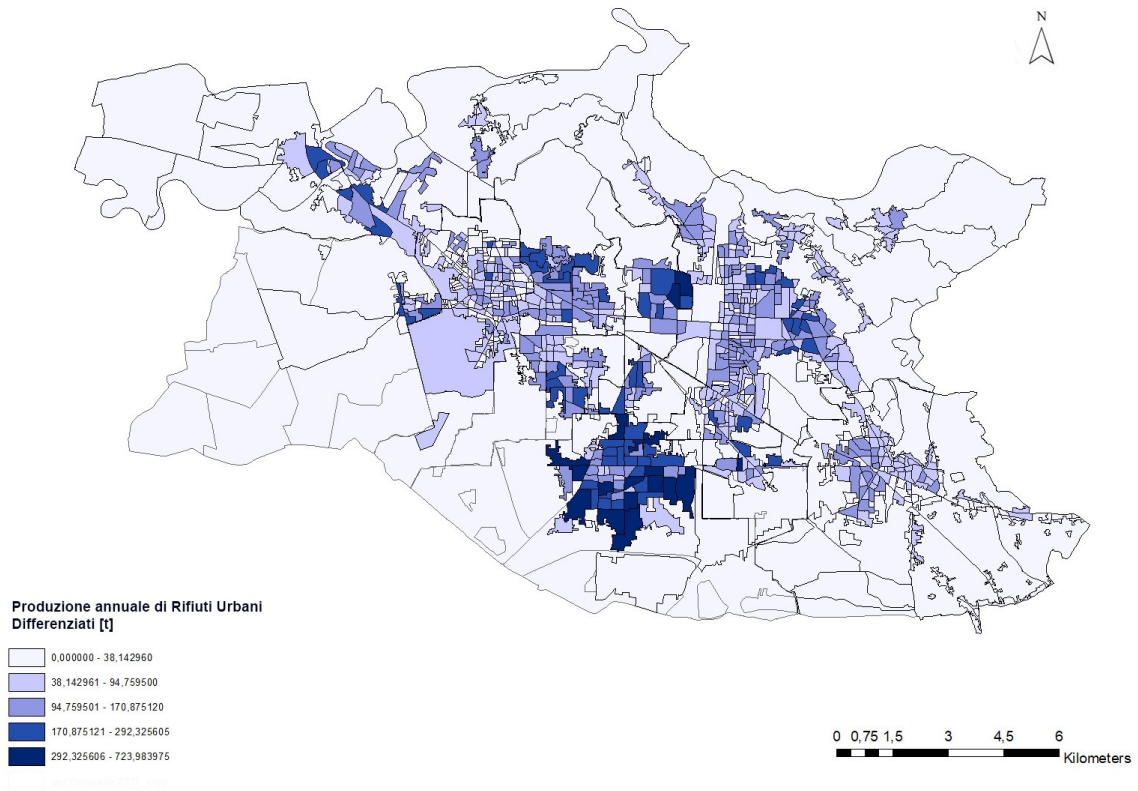 N
Produzione annuale di Rifiuti Urbani
Differenziati [t]
0,000000 - 38,142960
38,142961 - 94,759500
94,759501 - 170,875120
170,875121 - 292,325605
292,325606 - 723,983975
0 0,75 1,5 3 4,5 6
Kilometers